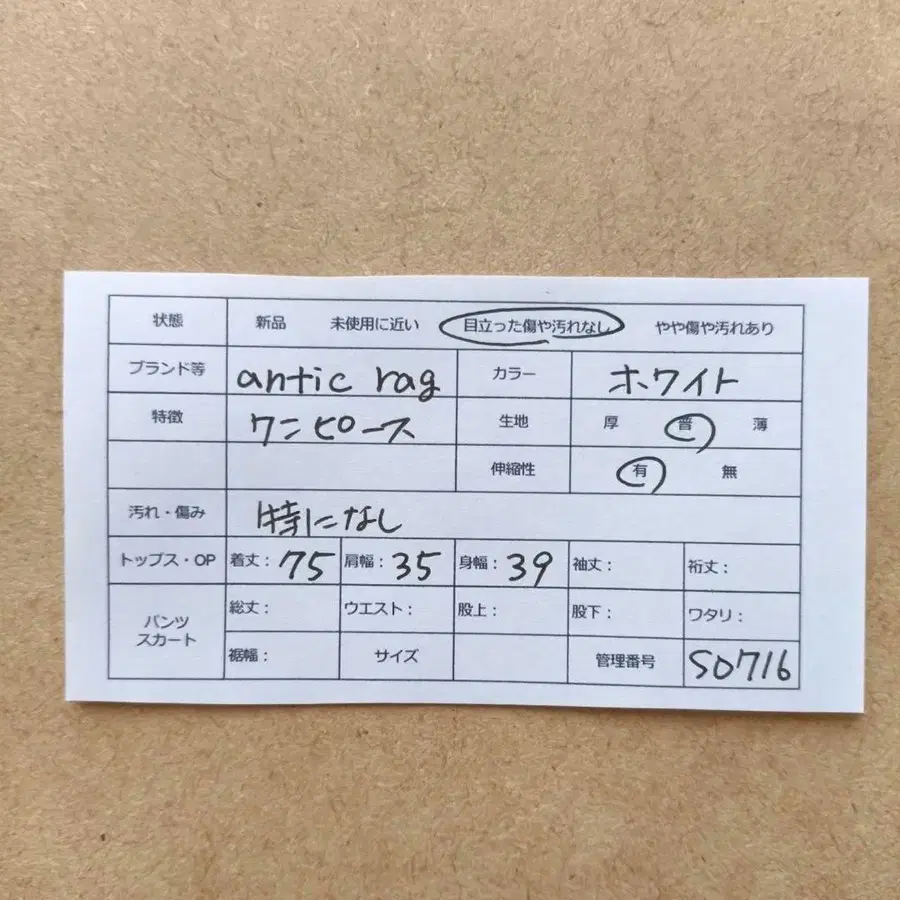 状態 新品 未使用に近い 目立った傷や汚れなし やや傷や汚れあり
ブランド等 antic rag カラー ホワイト
特徴 ワンピース 生地 厚 普 薄
伸縮性 有 無
汚れ・傷み 特になし
トップス・OP 着丈：75 肩幅：35 身幅：39 袖丈： 裄丈：
パンツ スカート 総丈： ウエスト： 股上： 股下： ワタリ：
裾幅： サイズ 管理番号 S0716